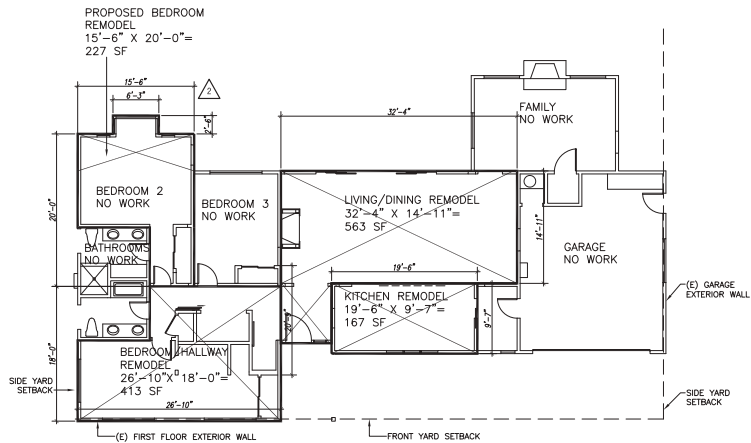 PROPOSED BEDROOM
REMODEL
15'-6" X 20'-0"=
227 SF
15'-6"
6'-3"
2
2'-6"
32'-4"
FAMILY
NO WORK
20'-0"
BEDROOM 2
NO WORK
BEDROOM 3
NO WORK
LIVING/DINING REMODEL
32'-4" X 14'-11"=
563 SF
14'-11"
GARAGE
NO WORK
BATHROOMS
NO WORK
19'-6"
KITCHEN REMODEL
19'-6" X 9'-7"=
167 SF
9'-7"
(E) GARAGE
EXTERIOR WALL
18'-0"
BEDROOM/HALLWAY
REMODEL
26'-10"X 18'-0"=
413 SF
26'-10"
SIDE YARD
SETBACK
SIDE YARD
SETBACK
(E) FIRST FLOOR EXTERIOR WALL
FRONT YARD SETBACK